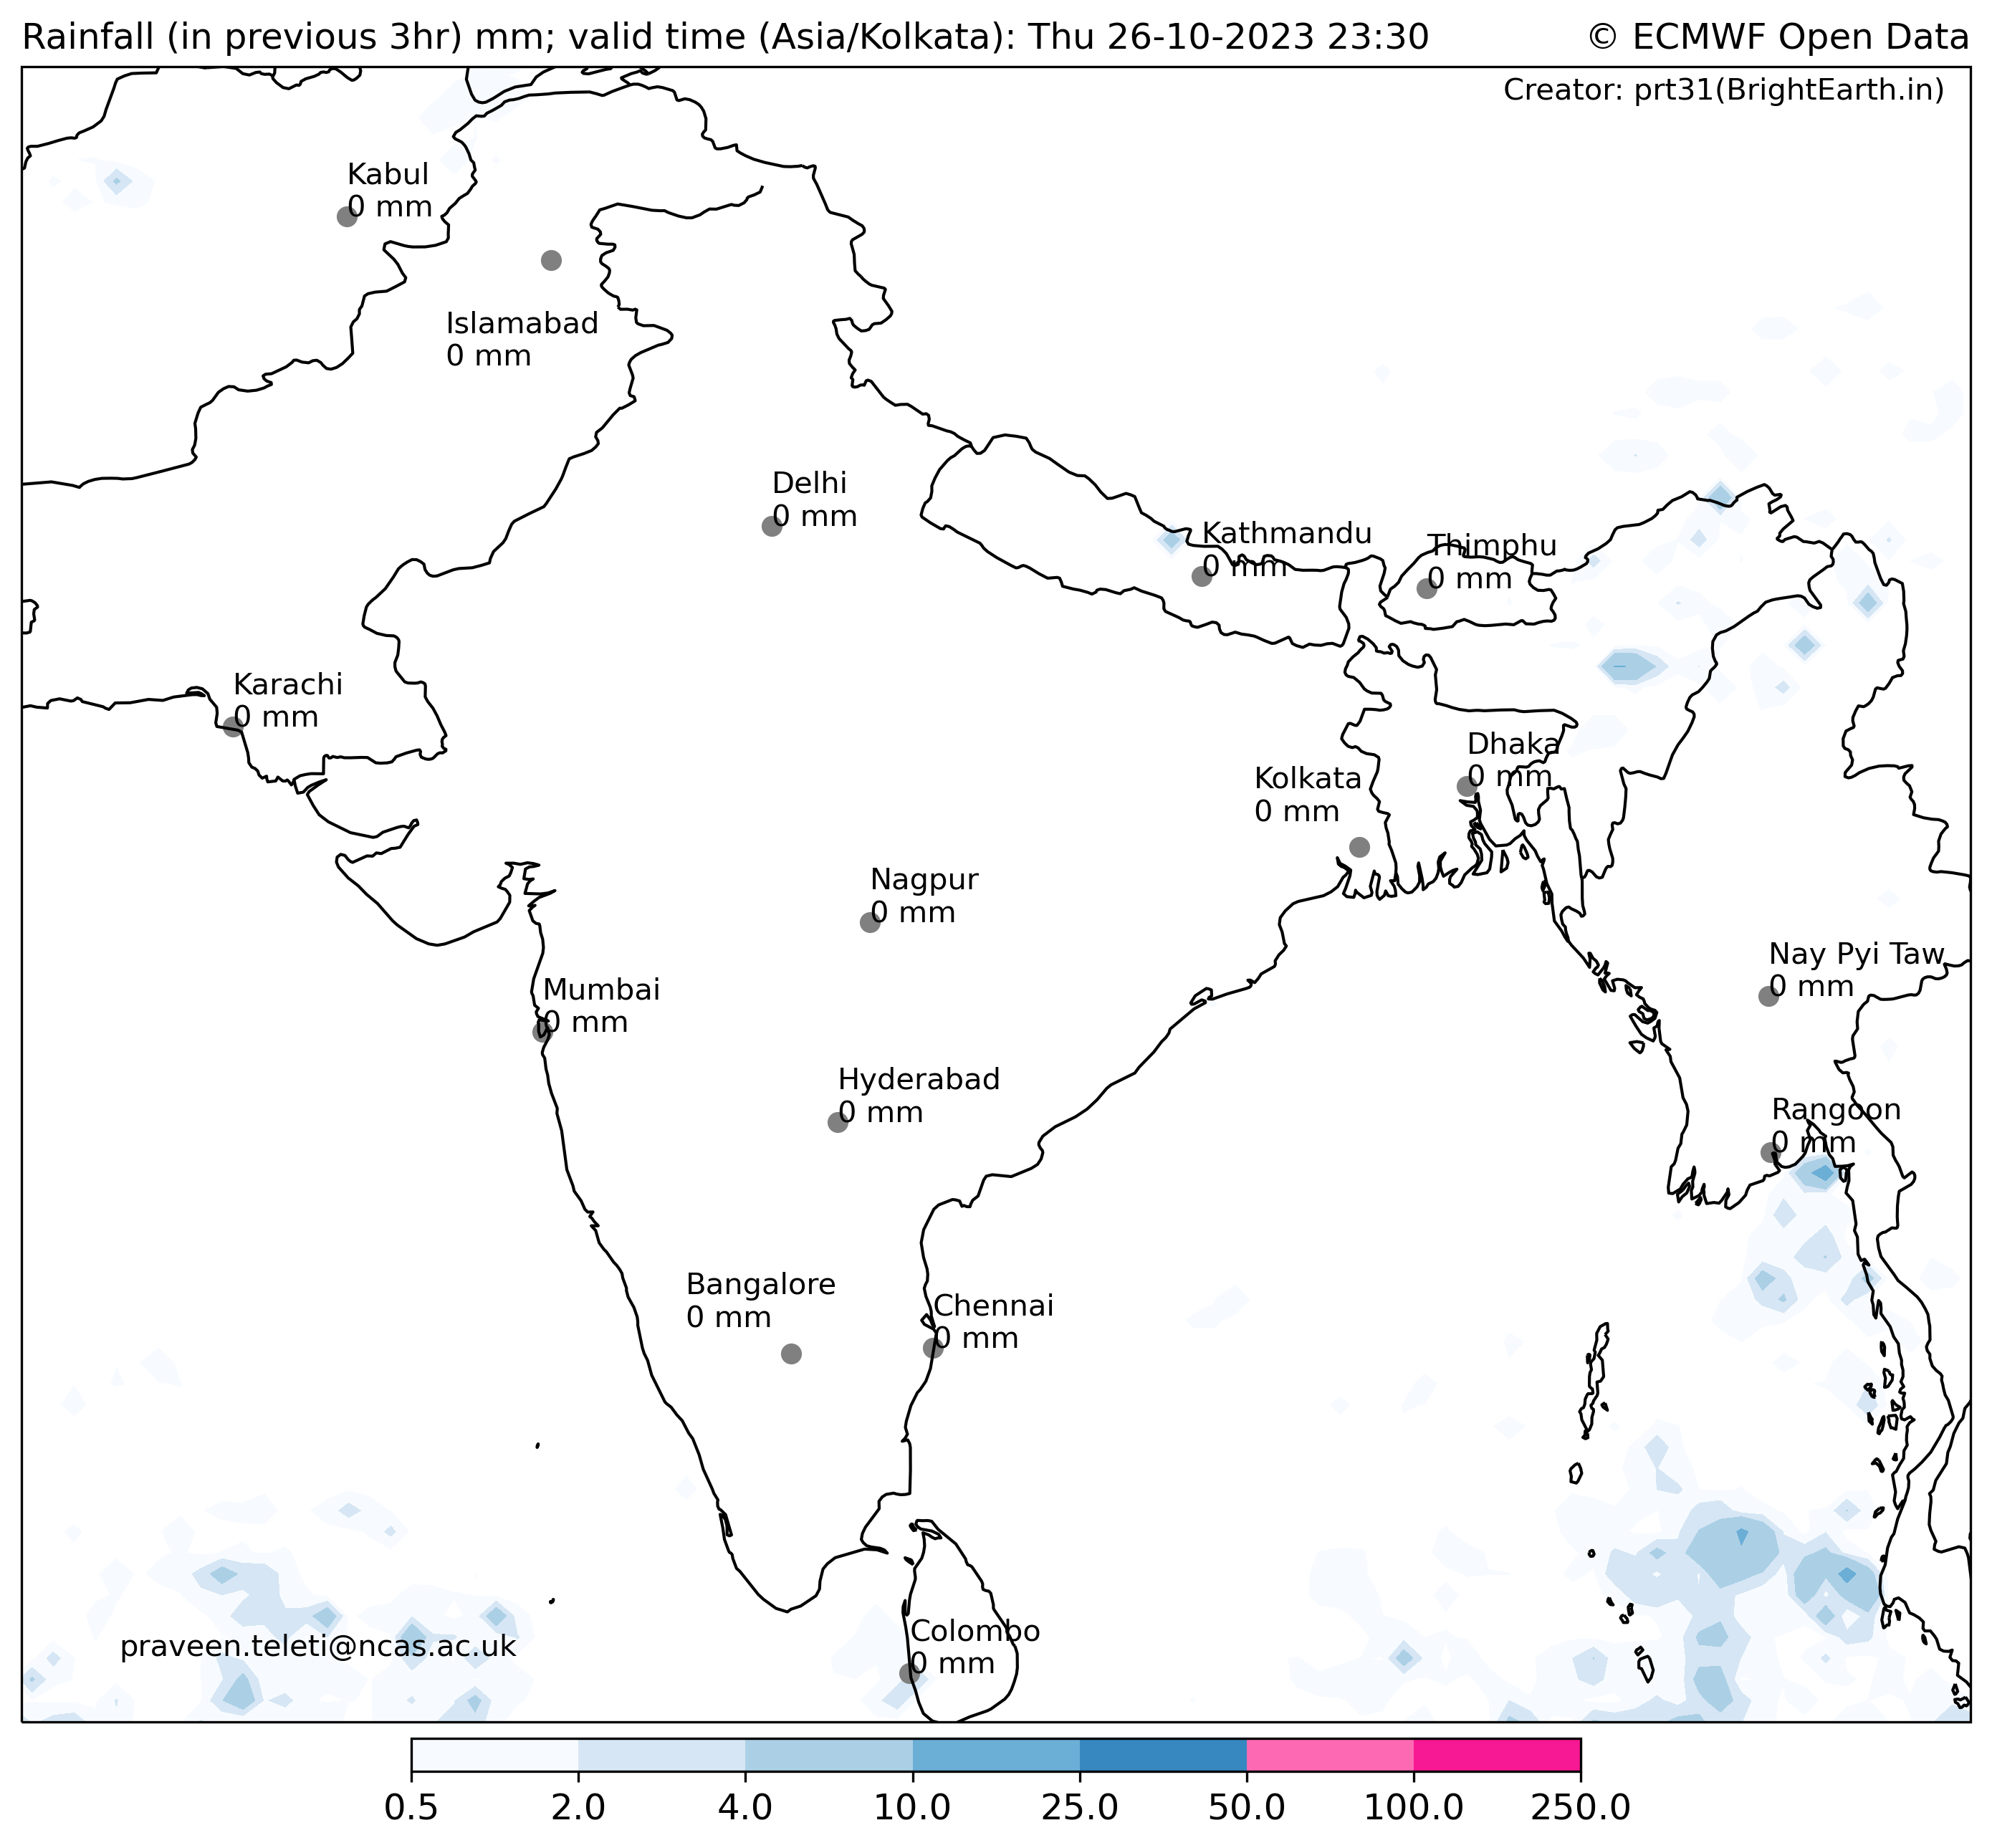 Rainfall (in previous 3hr) mm; valid time (Asia/Kolkata): Thu 26-10-2023 23:30
© ECMWF Open Data
Creator: prt31(BrightEarth.in)
Kabul
0 mm
Islamabad
0 mm
Delhi
0 mm
Kathmandu
0 mm
Thimphu
0 mm
Karachi
0 mm
Dhaka
0 mm
Kolkata
0 mm
Nagpur
0 mm
Nay Pyi Taw
0 mm
Mumbai
0 mm
Hyderabad
0 mm
Rangoon
0 mm
Bangalore
0 mm
Chennai
0 mm
Colombo
0 mm
praveen.teleti@ncas.ac.uk
0.5 2.0 4.0 10.0 25.0 50.0 100.0 250.0